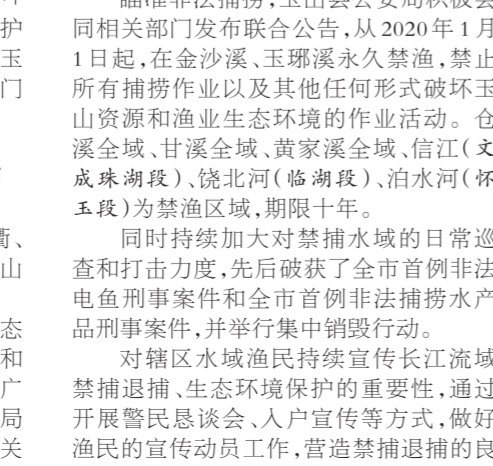 护
玉
门
衢、
山
态
和
广
局
关
瞄准非法捕捞,玉山县公安局积极会
同相关部门发布联合公告,从2020年1月
1日起,在金沙溪、玉琊溪永久禁渔,禁止
所有捕捞作业以及其他任何形式破坏玉
山资源和渔业生态环境的作业活动。仓
溪全域、甘溪全域、黄家溪全域、信江(文
成珠湖段)、饶北河(临湖段)、泊水河(怀
玉段)为禁渔区域,期限十年。
同时持续加大对禁捕水域的日常巡
查和打击力度,先后破获了全市首例非法
电鱼刑事案件和全市首例非法捕捞水产
品刑事案件,并举行集中销毁行动。
对辖区水域渔民持续宣传长江流域
禁捕退捕、生态环境保护的重要性,通过
开展警民恳谈会、入户宣传等方式,做好
渔民的宣传动员工作,营造禁捕退捕的良